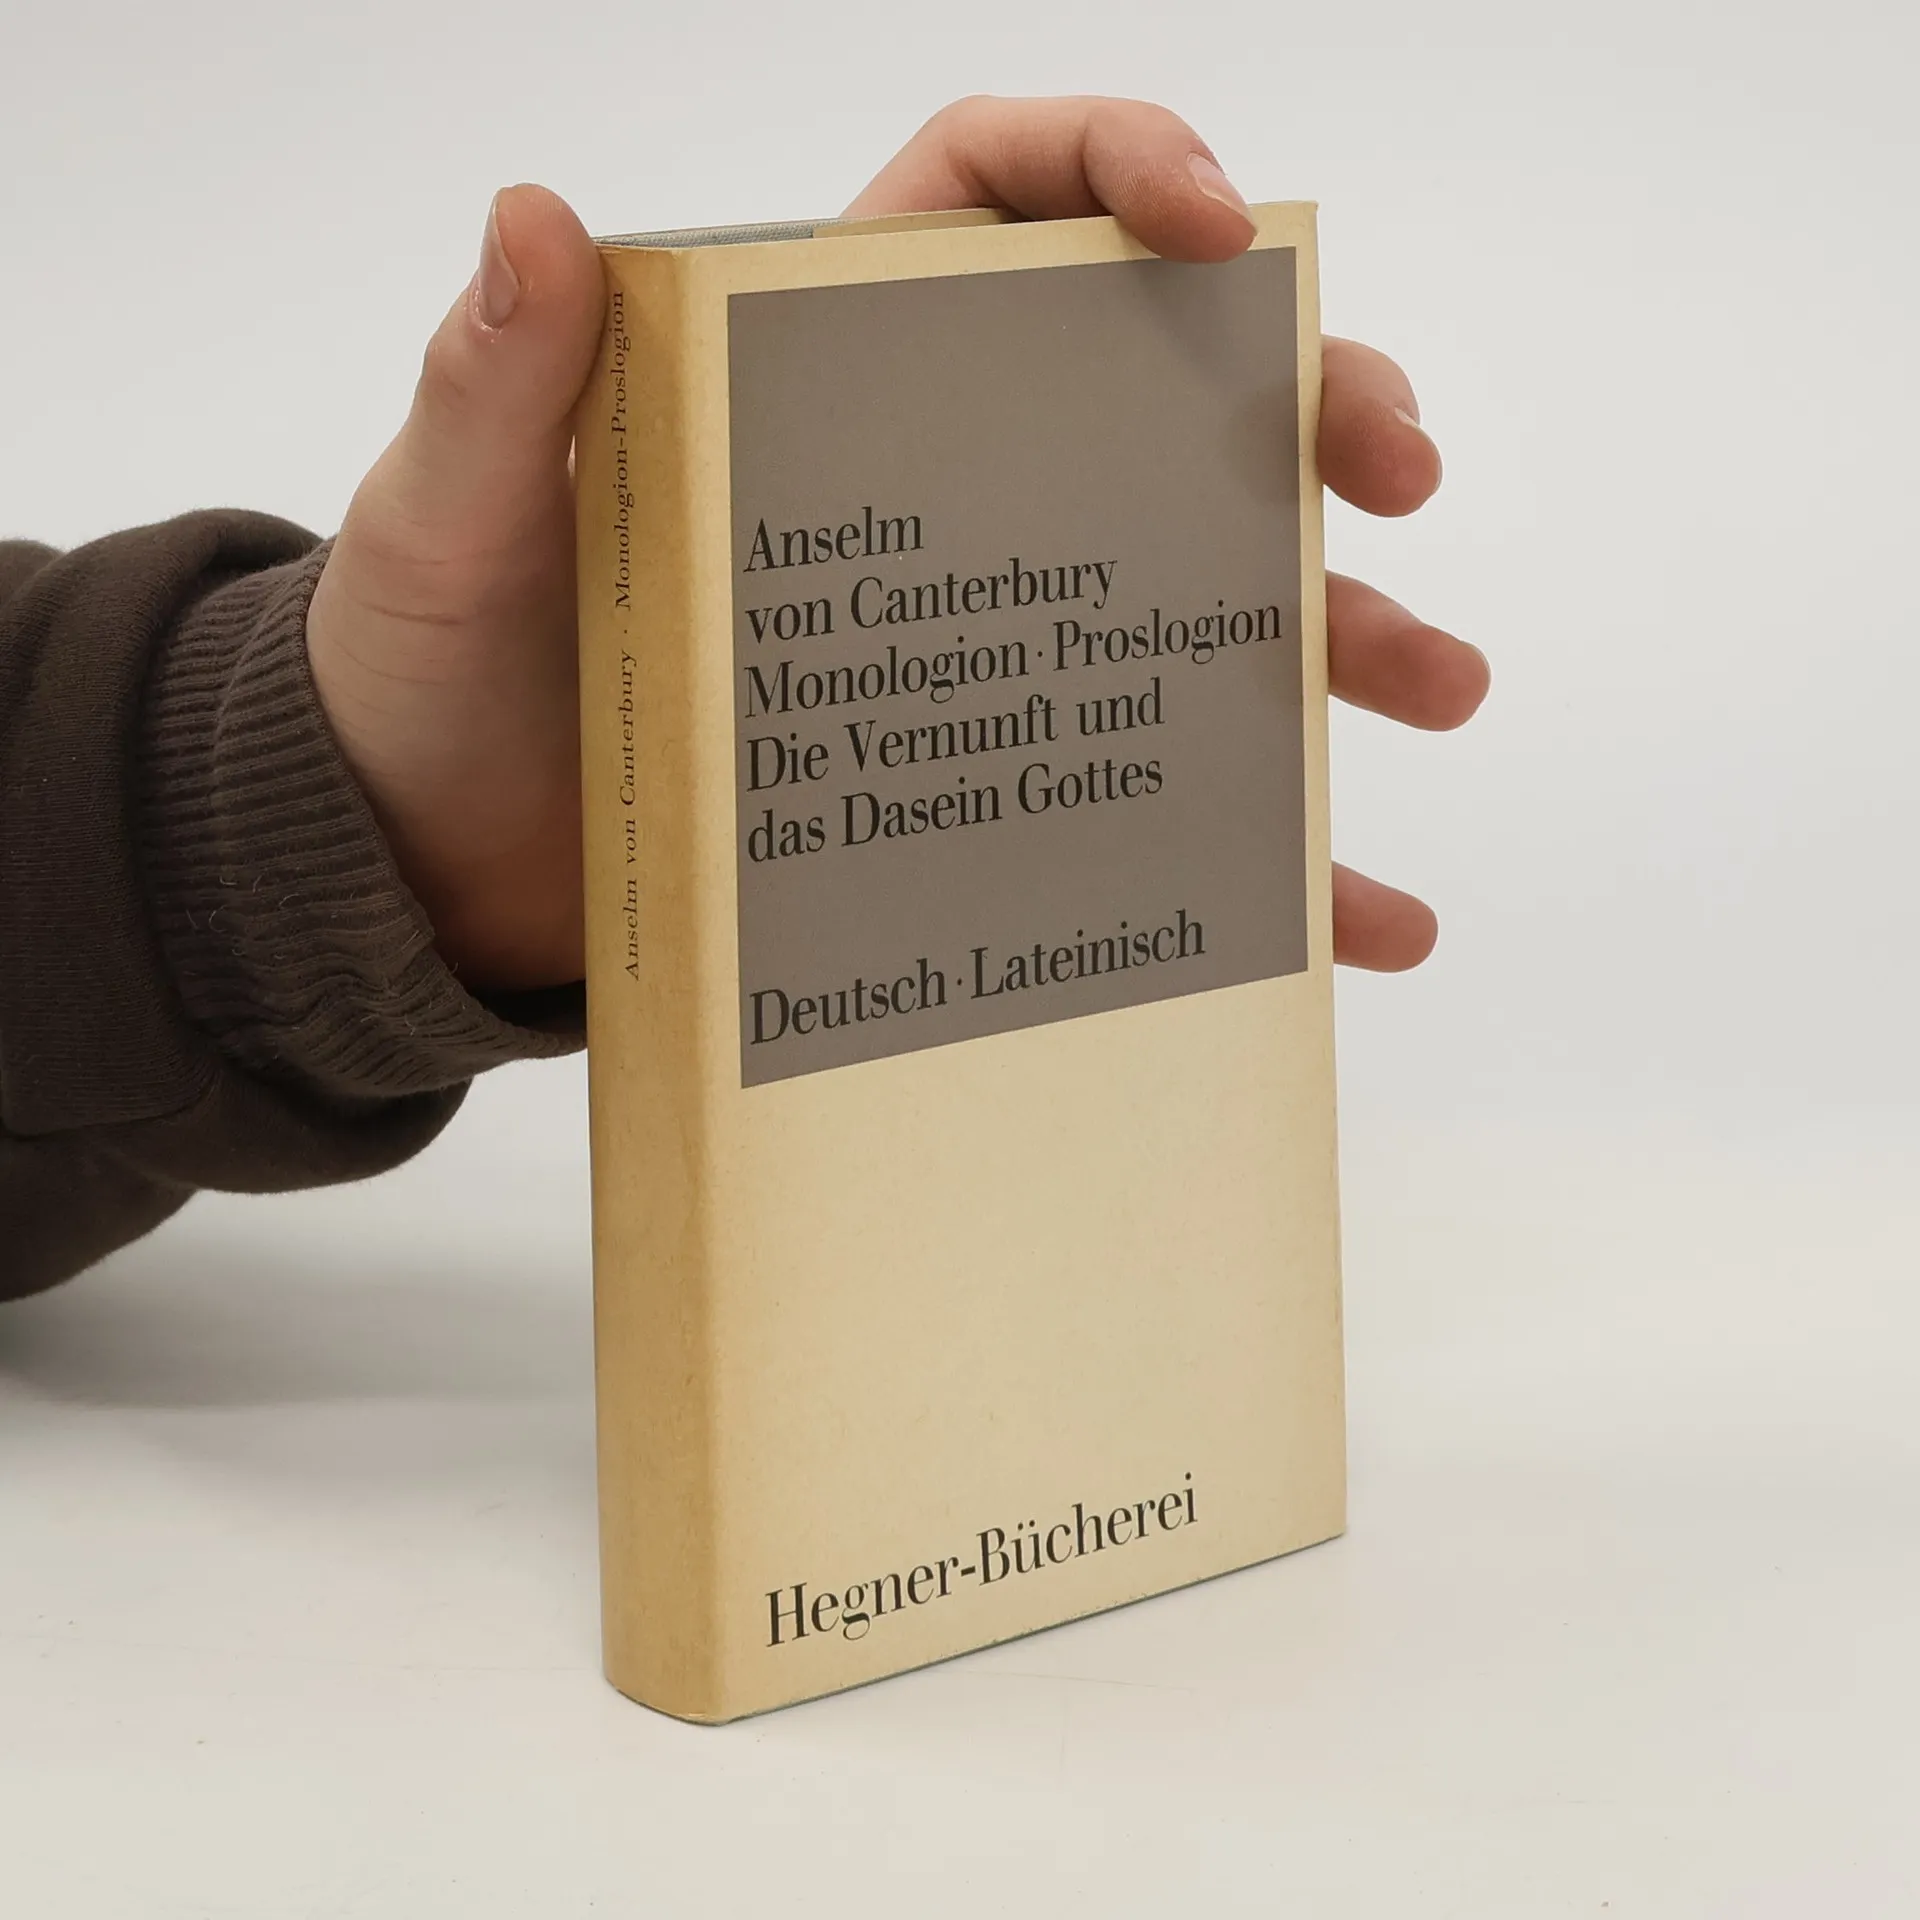 Anselm von Canterbury · Monologion-Proslogion
Anselm
von Canterbury
Monologion · Proslogion
Die Vernunft und
das Dasein Gottes
Deutsch · Lateinisch
Hegner-Bücherei